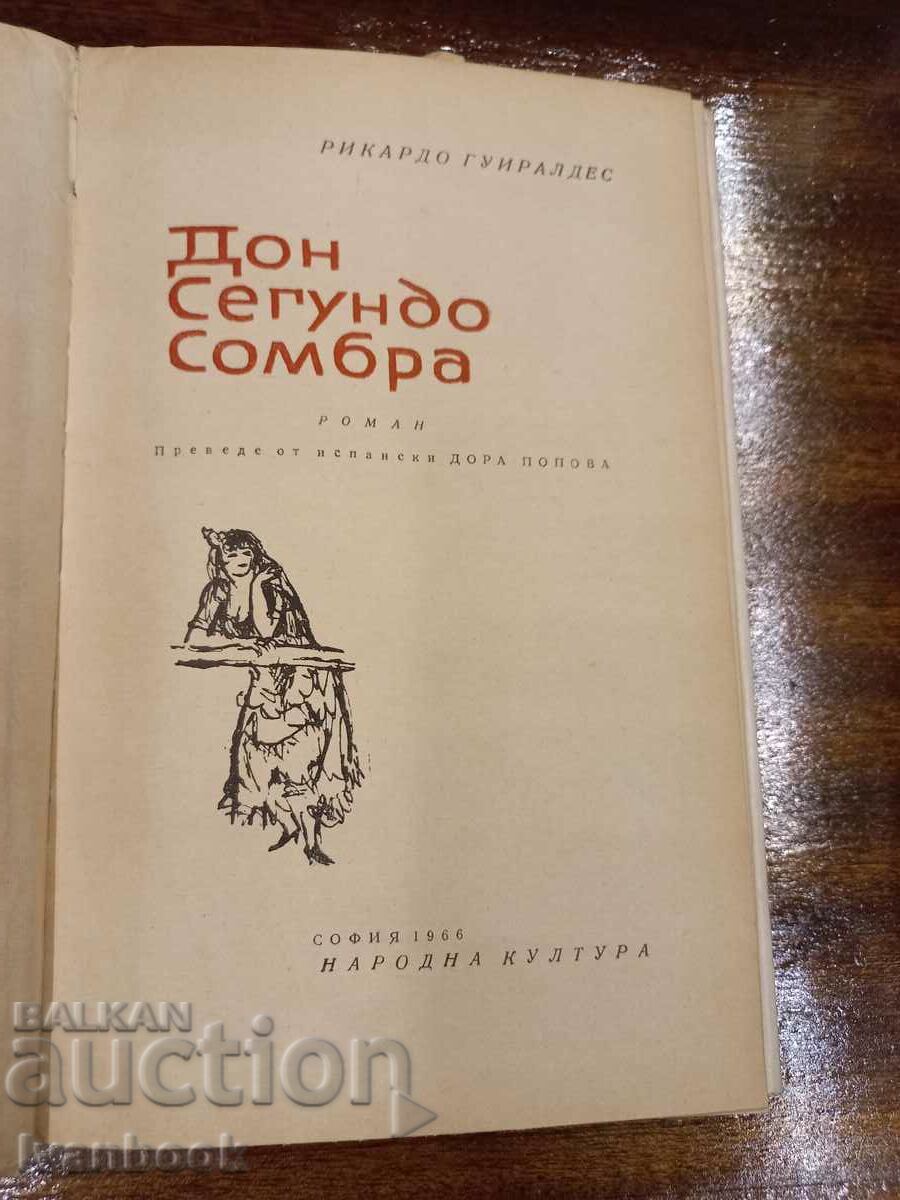 РИКАРДО ГУИРАЛДЕС
Дон
Сегундо
Сомбра
РОМАН
Преведе от испански ДОРА ПОПОВА
СОФИЯ 1966
НАРОДНА КУЛТУРА
BALKAN
auction
Ivanbook